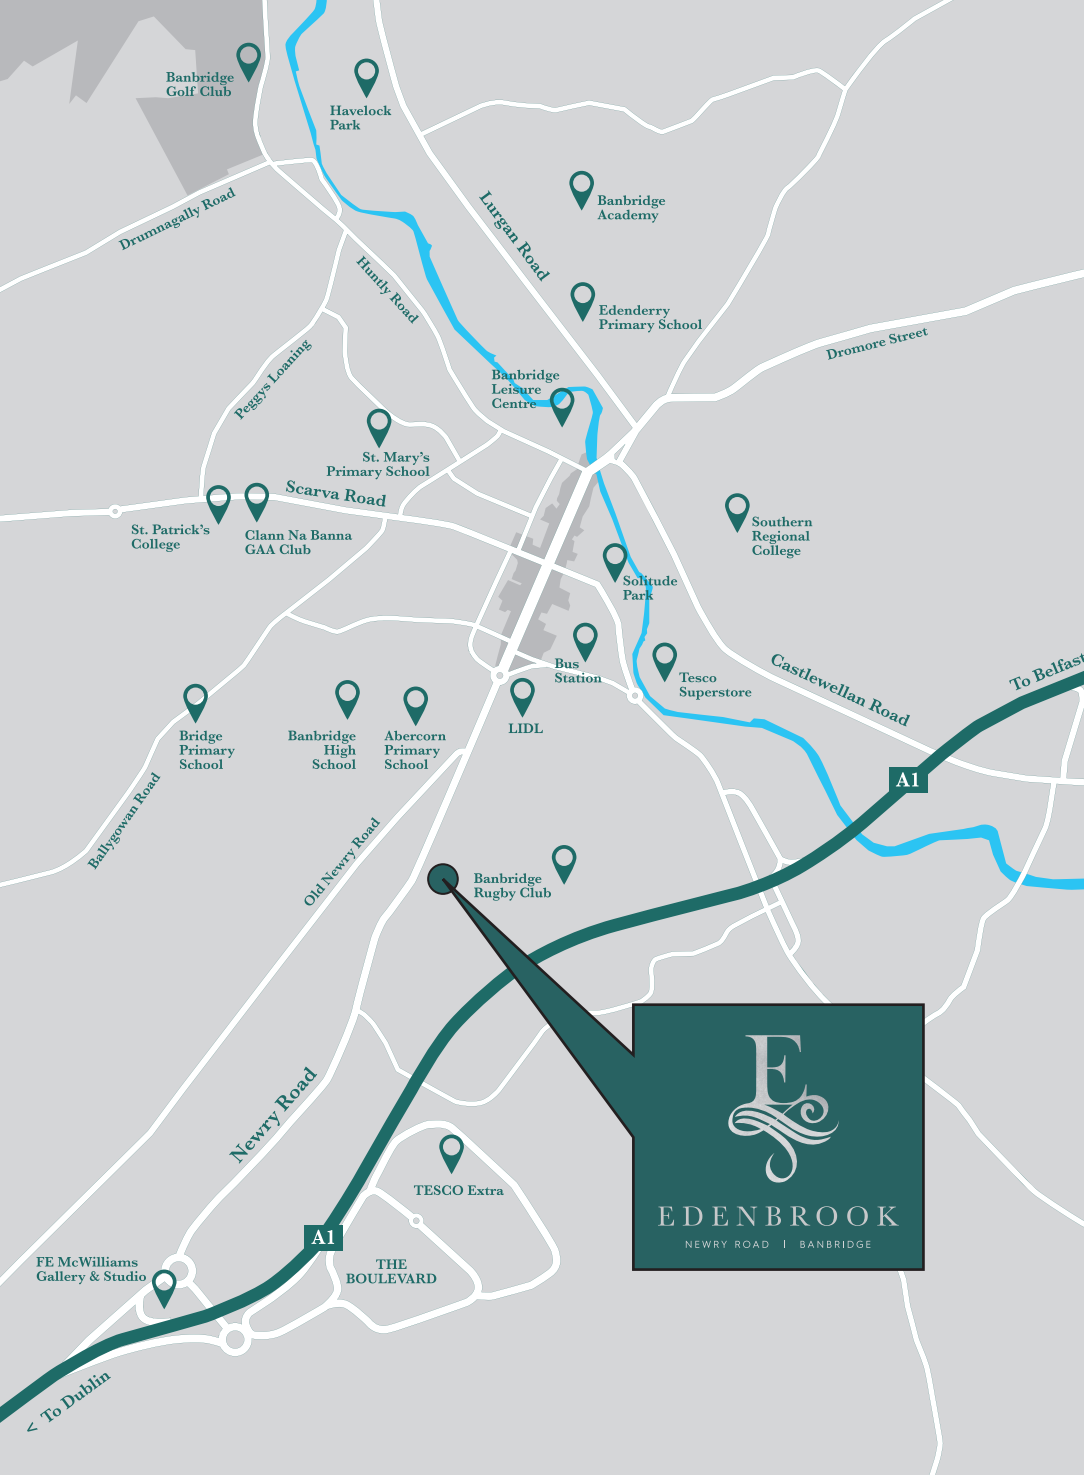 Banbridge
Golf Club
Havelock
Park
Drumnagally Road
Lurgan Road
Banbridge
Academy
Huntly Road
Edenderry
Primary School
Dromore Street
Peggys Loaning
Banbridge
Leisure
Centre
St. Mary's
Primary School
Scarva Road
St. Patrick's
College
Clann Na Banna
GAA Club
Southern
Regional
College
Solitude
Park
Bus
Station
Tesco
Superstore
Castlewellan Road
To Belfast
LIDL
Bridge
Primary
School
Banbridge
High
School
Abercorn
Primary
School
A1
Ballygowan Road
Old Newry Road
Banbridge
Rugby Club
Newry Road
E
EDENBROOK
NEWRY ROAD | BANBRIDGE
TESCO Extra
A1
THE
BOULEVARD
FE McWilliams
Gallery & Studio
< To Dublin